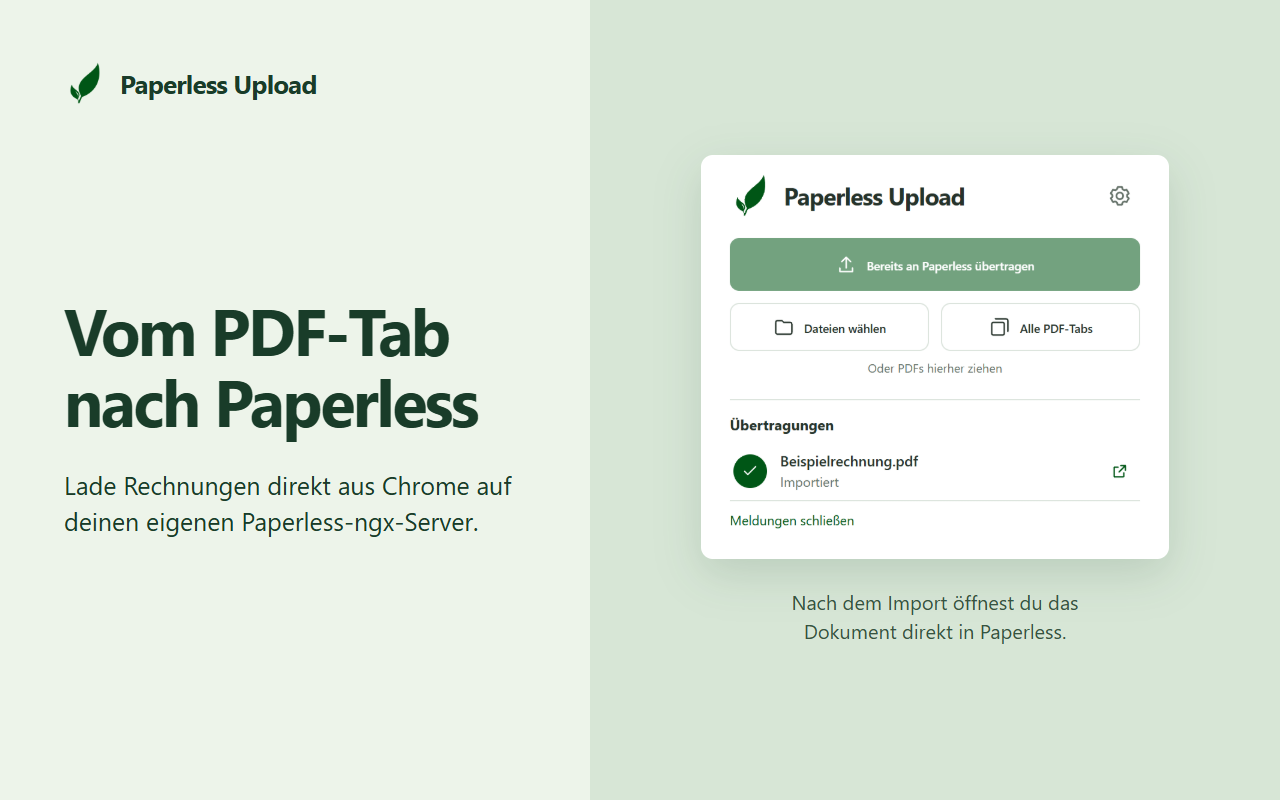 Paperless Upload
Vom PDF-Tab
nach Paperless
Lade Rechnungen direkt aus Chrome auf
deinen eigenen Paperless-ngx-Server.
Paperless Upload
Bereits an Paperless übertragen
Dateien wählen
Alle PDF-Tabs
Oder PDFs hierher ziehen
Übertragungen
Beispielrechnung.pdf
Importiert
Meldungen schließen
Nach dem Import öffnest du das
Dokument direkt in Paperless.